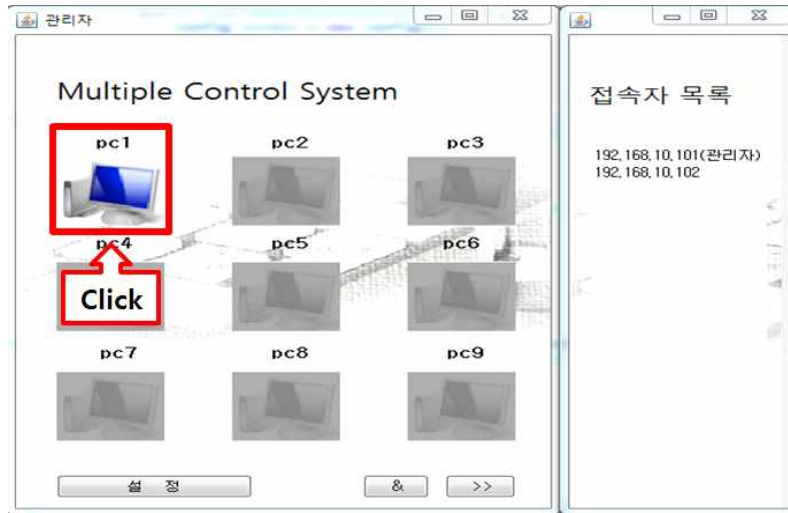 관리자
Multiple Control System
pc1 pc2 pc3
pc4 pc5 pc6
Click
pc7 pc8 pc9
설 정 & >>
접속자 목록
192,168,10,101(관리자)
192,168,10,102